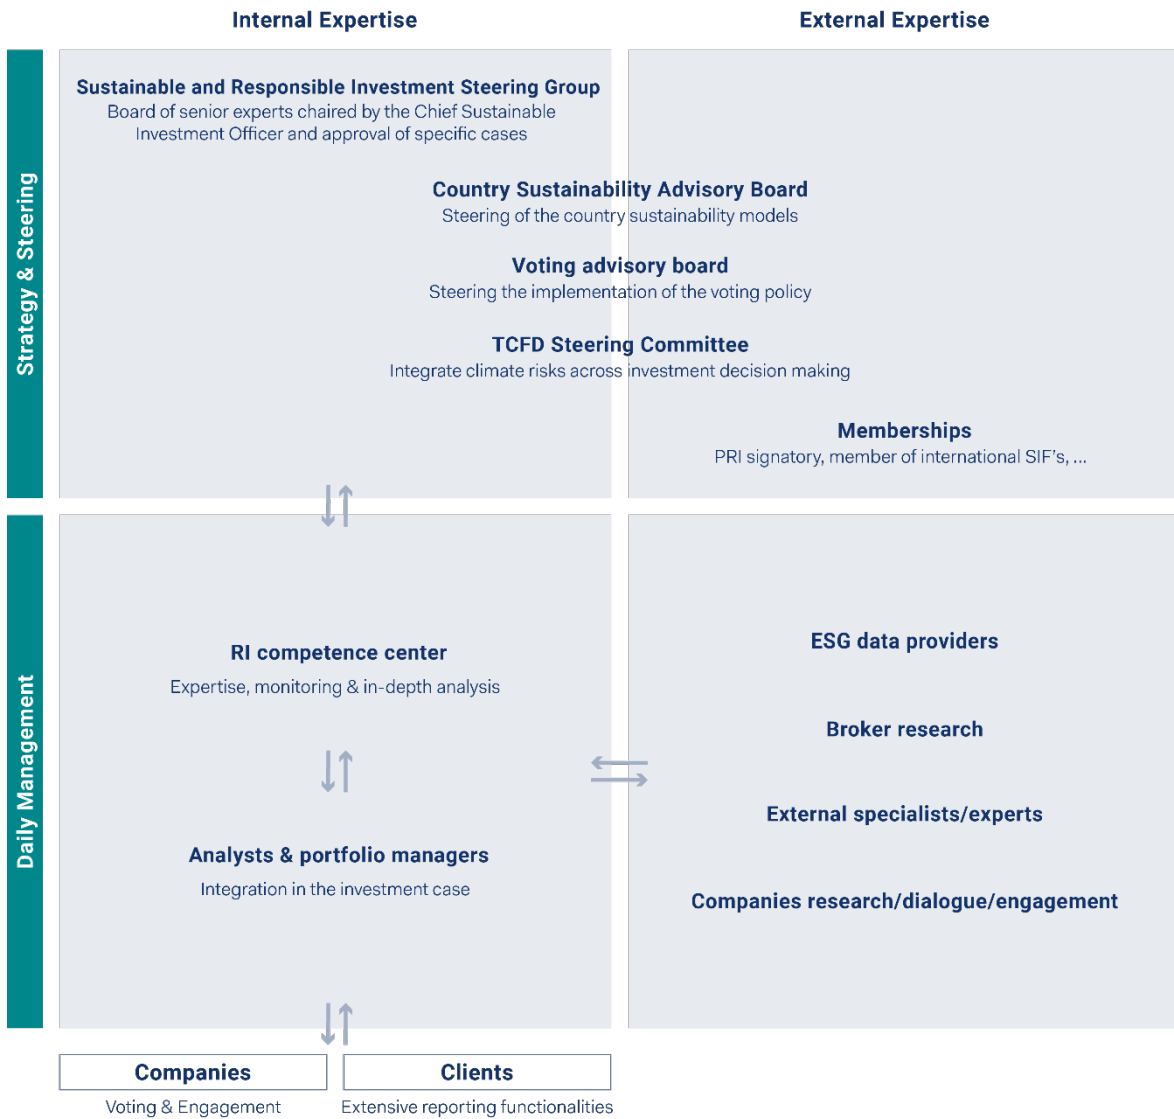 Internal Expertise
External Expertise
Strategy & Steering
Sustainable and Responsible Investment Steering Group
Board of senior experts chaired by the Chief Sustainable
Investment Officer and approval of specific cases
Country Sustainability Advisory Board
Steering of the country sustainability models
Voting advisory board
Steering the implementation of the voting policy
TCFD Steering Committee
Integrate climate risks across investment decision making
Memberships
PRI signatory, member of international SIF's, ...
Daily Management
RI competence center
Expertise, monitoring & in-depth analysis
Analysts & portfolio managers
Integration in the investment case
ESG data providers
Broker research
External specialists/experts
Companies research/dialogue/engagement
Companies
Voting & Engagement
Clients
Extensive reporting functionalities